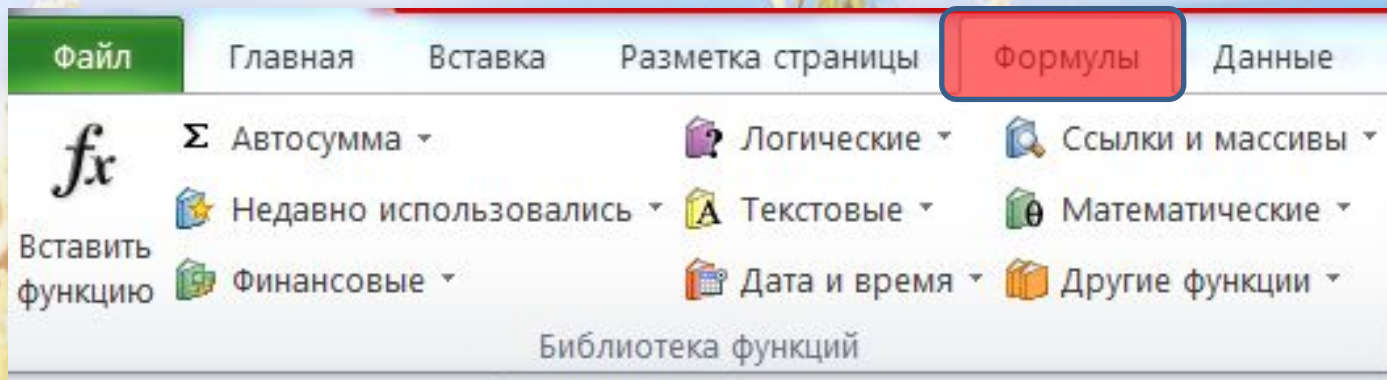 Файл Главная Вставка Разметка страницы Формулы Данные
fx Σ Автосумма Логические Ссылки и массивы
Недавно использовались Текстовые Математические
Вставить функцию Финансовые Дата и время Другие функции
Библиотека функций